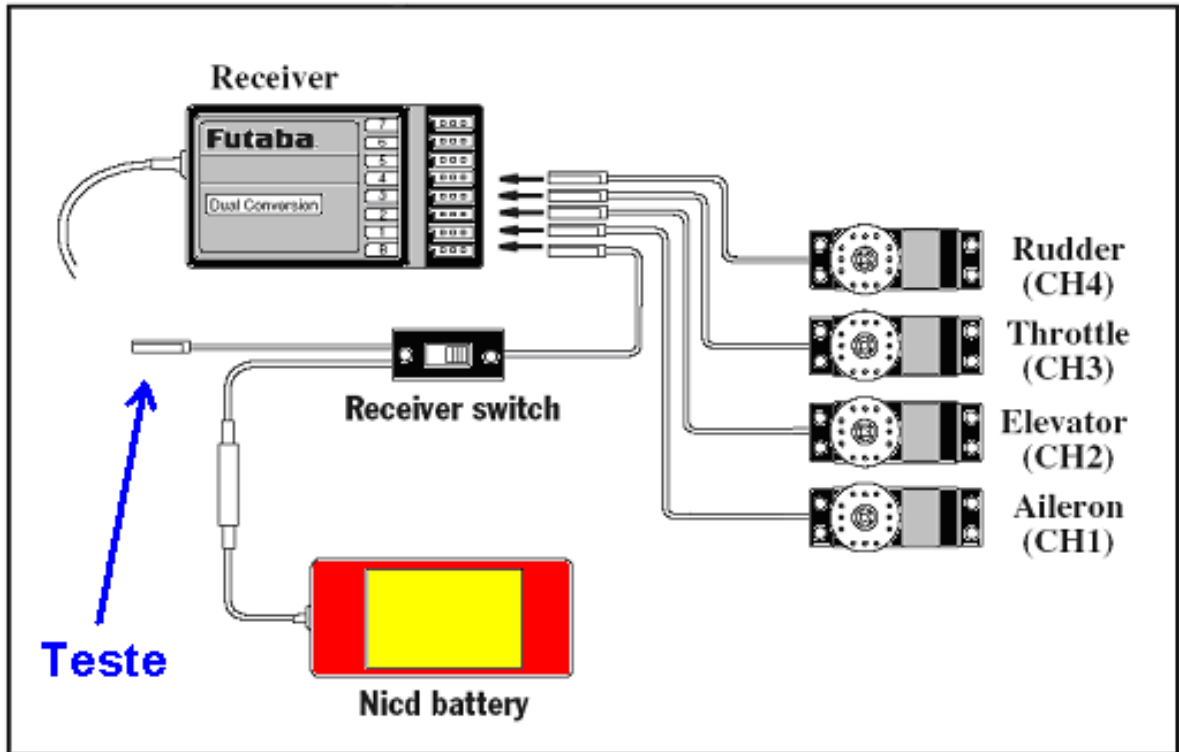 Receiver
Futaba
Dual Conversion
7
6
5
4
3
2
1
8
Rudder
(CH4)
Throttle
(CH3)
Elevator
(CH2)
Aileron
(CH1)
Receiver switch
Teste
Nicd battery